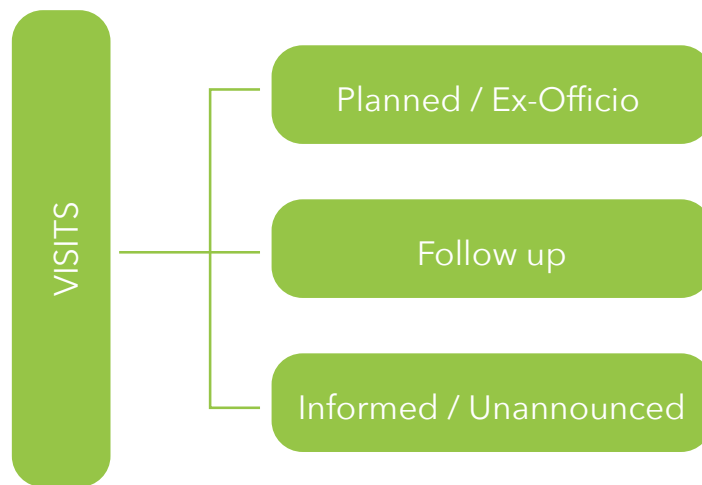 VISITS
Planned / Ex-Officio
Follow up
Informed / Unannounced